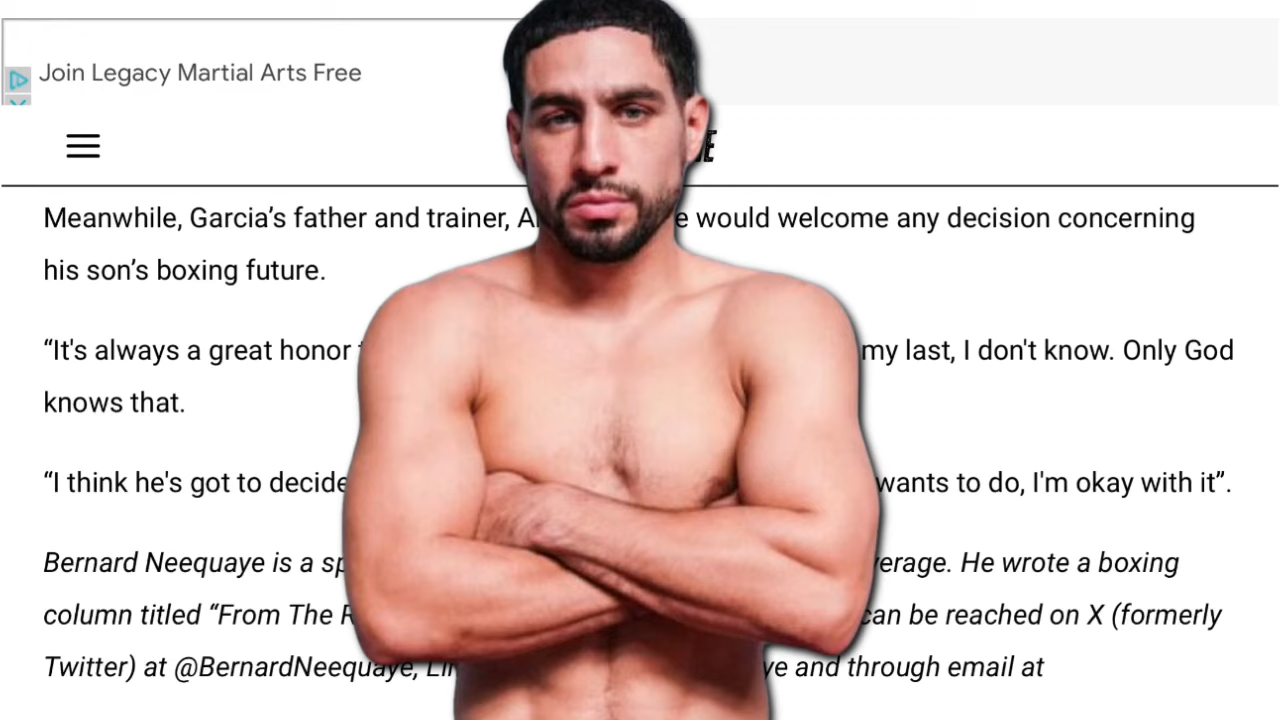 Join Legacy Martial Arts Free
Meanwhile, Garcia’s father and trainer, would welcome any decision concerning
his son’s boxing future.
“It's always a great honor my last, I don't know. Only God
knows that.
“I think he's got to decide wants to do, I'm okay with it”.
Bernard Neequaye is a He wrote a boxing
column titled “From The can be reached on X (formerly
Twitter) at @BernardNeequaye, and through email at